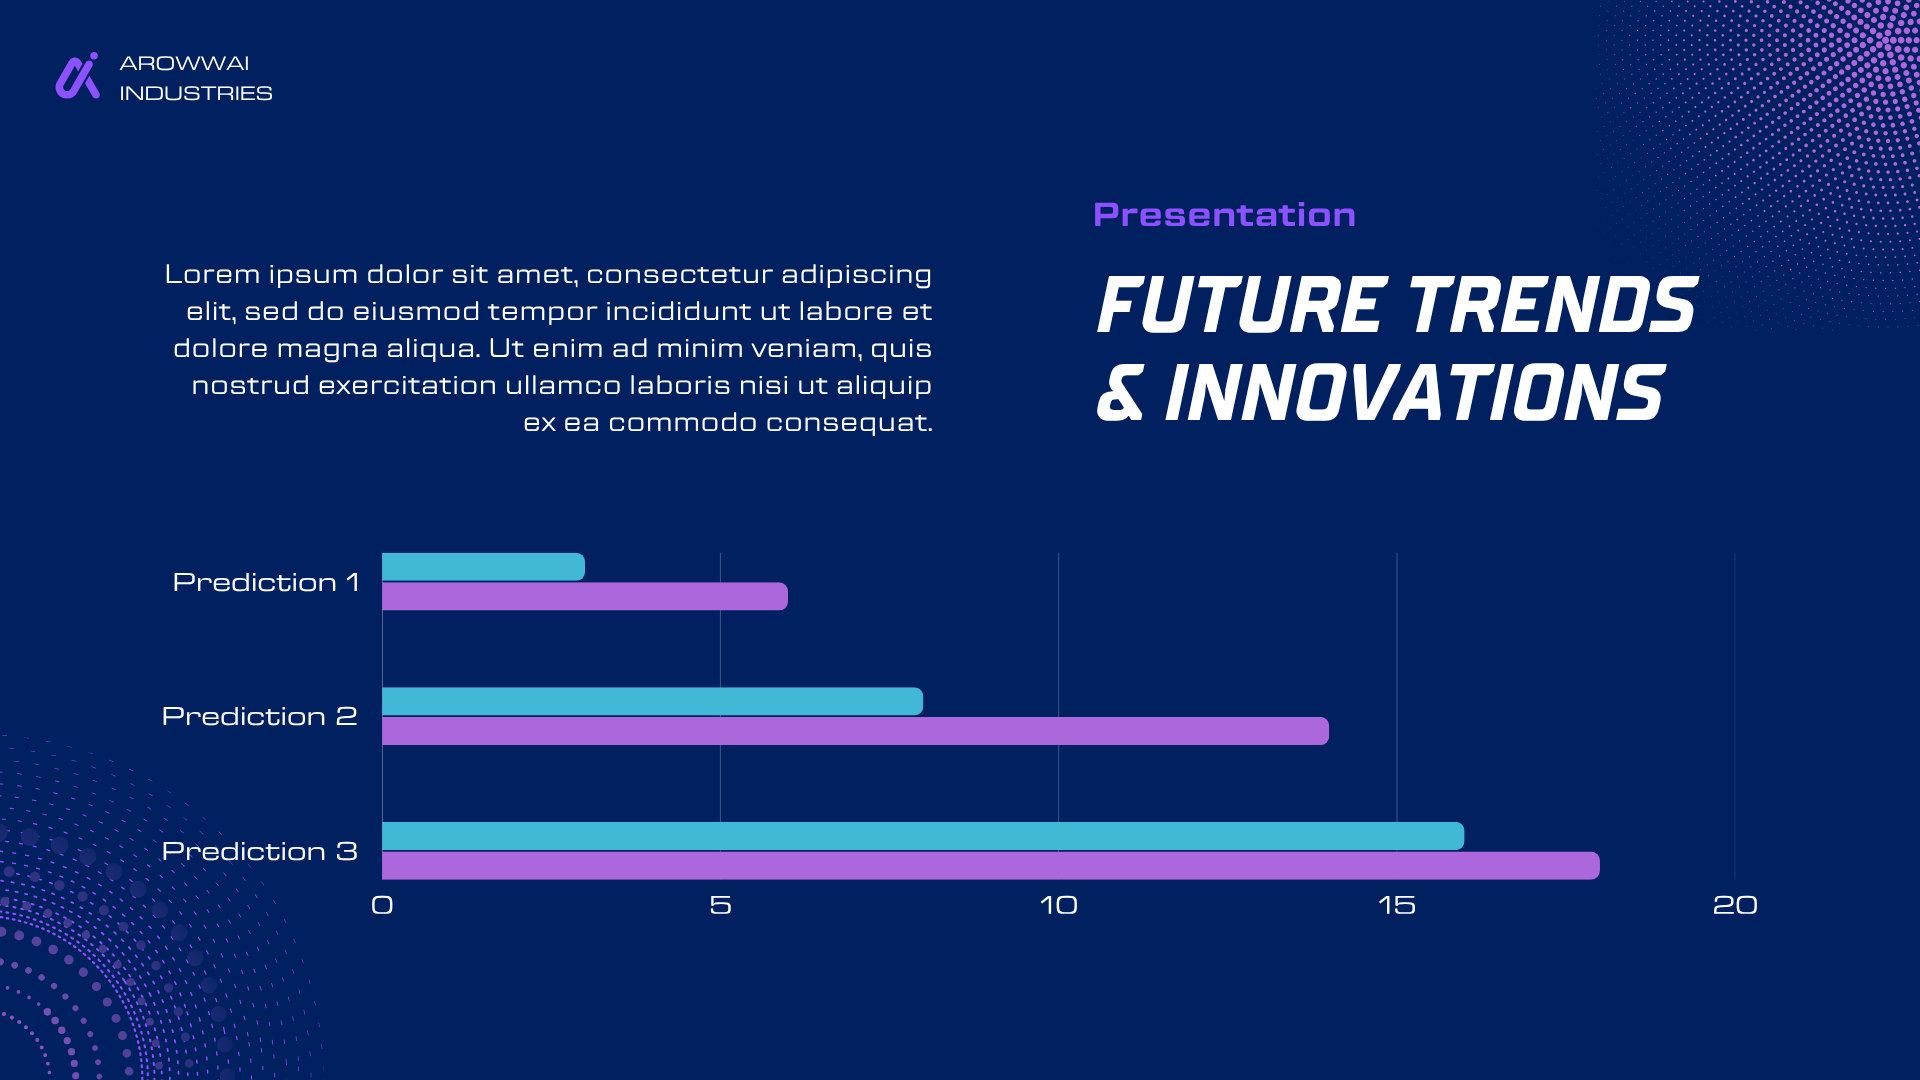 AROWWAI
INDUSTRIES
Presentation
FUTURE TRENDS
& INNOVATIONS
Lorem ipsum dolor sit amet, consectetur adipiscing
elit, sed do eiusmod tempor incididunt ut labore et
dolore magna aliqua. Ut enim ad minim veniam, quis
nostrud exercitation ullamco laboris nisi ut aliquip
ex ea commodo consequat.
Prediction 1
Prediction 2
Prediction 3
0 5 10 15 20